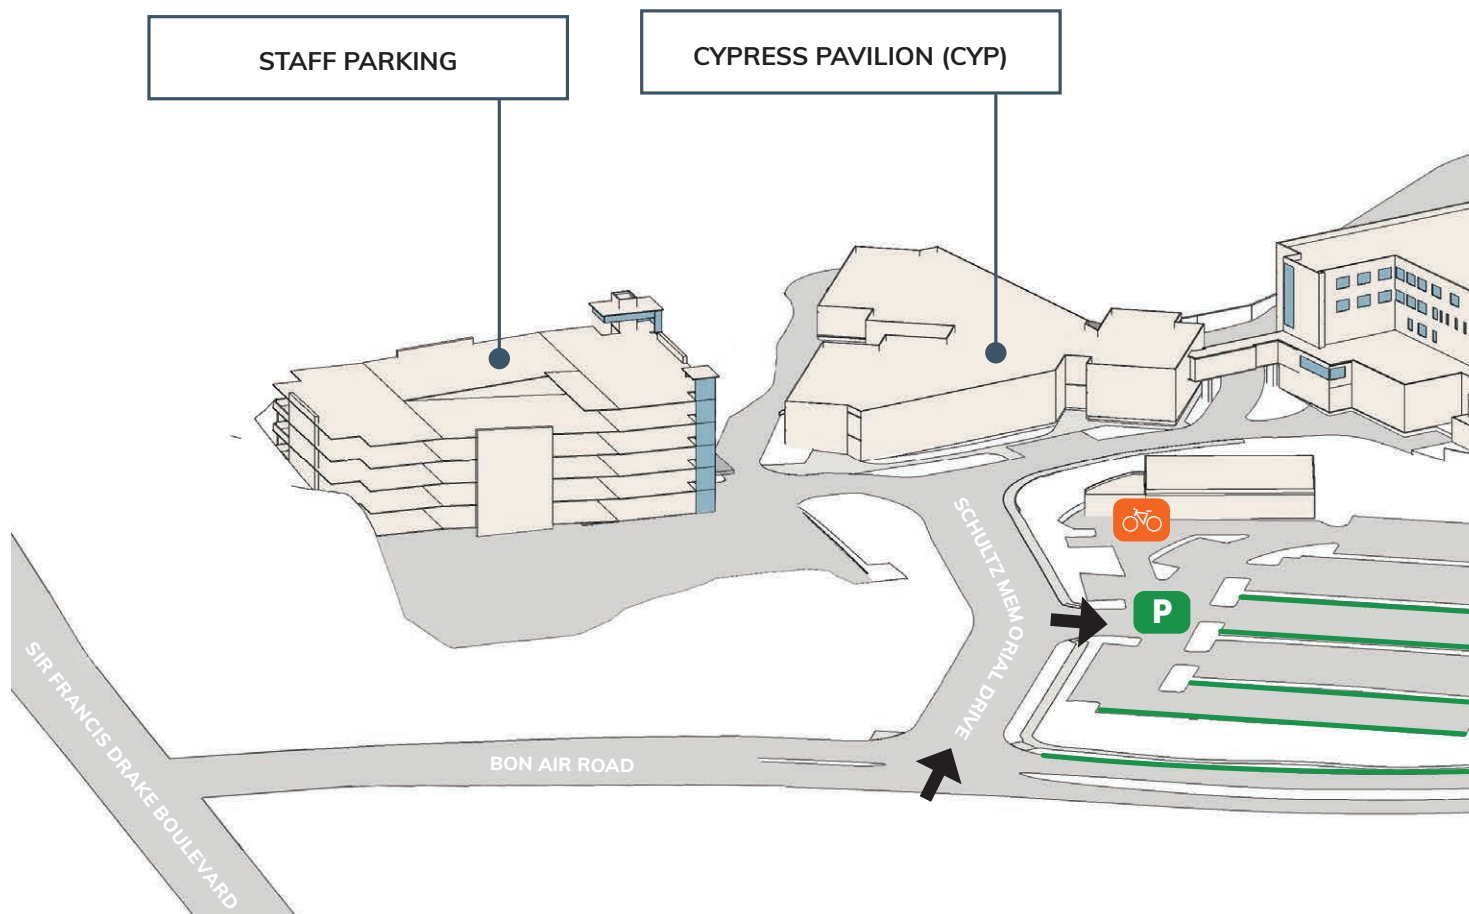 STAFF PARKING
CYPRESS PAVILION (CYP)
SCHULTZ MEMORIAL DRIVE
P
SIR FRANCIS DRAKE BOULEVARD
BON AIR ROAD